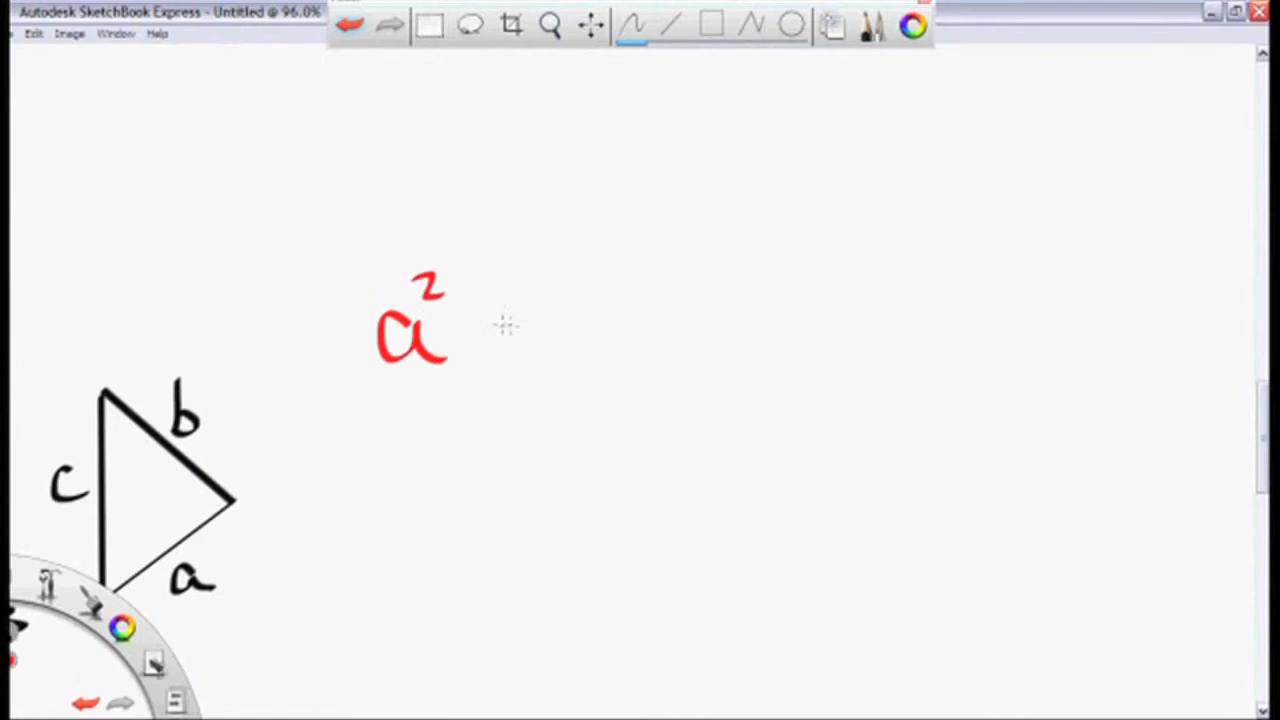 Autodesk SketchBook Express - Untitled @ 96.0%
Edit Image Window Help
a²
b
c
a